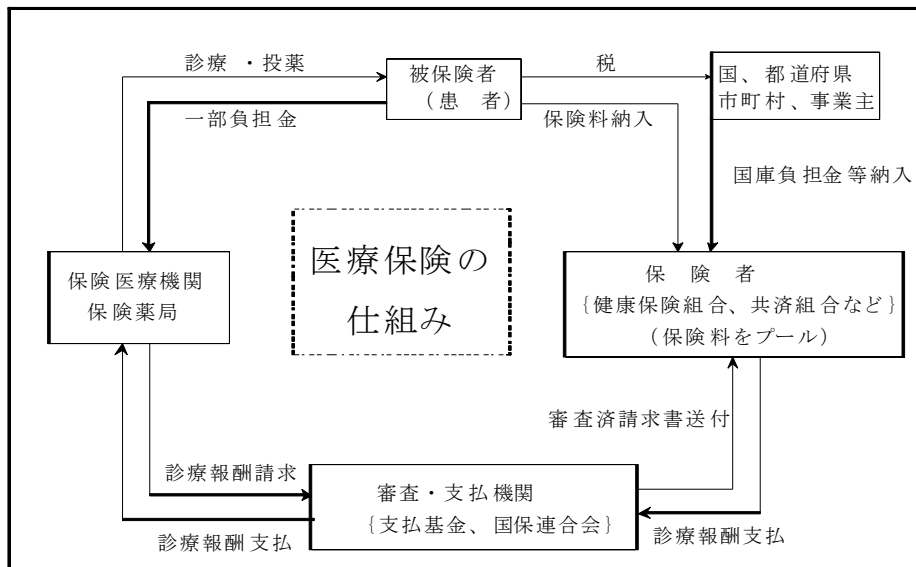 診療・投薬
被保険者
（患者）
税
国、都道府県
市町村、事業主
一部負担金
保険料納入
国庫負担金等納入
医療保険の
仕組み
保険医療機関
保険薬局
保険者
{健康保険組合、共済組合など}
（保険料をプール）
審査済請求書送付
診療報酬請求
審査・支払機関
{支払基金、国保連合会}
診療報酬支払
診療報酬支払